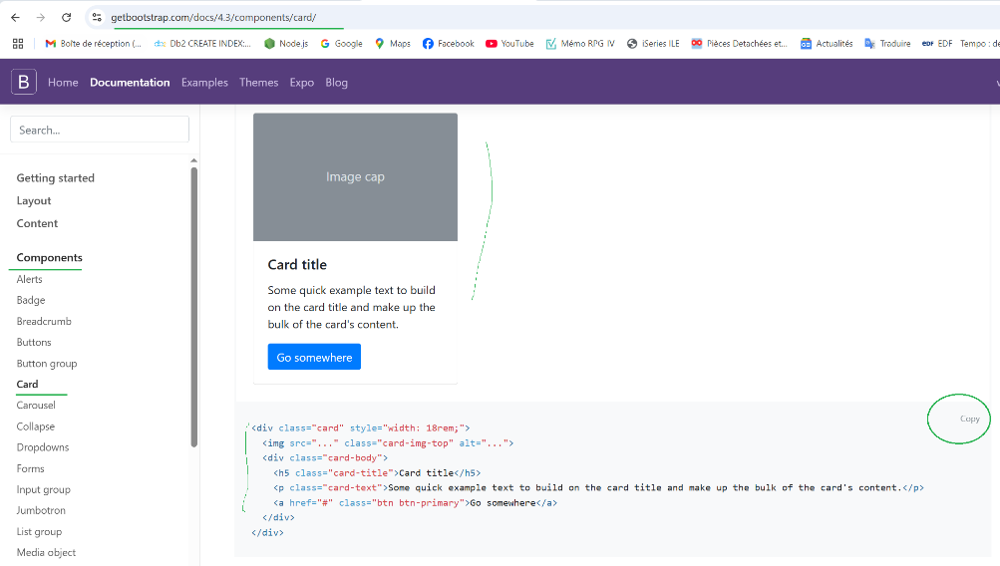 getbootstrap.com/docs/4.3/components/card/
Boîte de réception (...
Db2 CREATE INDEX:...
Node.js
Google
Maps
Facebook
YouTube
Mémo RPG IV
iSeries ILE
Pièces Detachées et...
Actualités
Traduire
EDF
Tempo : de
B
Home
Documentation
Examples
Themes
Expo
Blog
Search...
Getting started
Layout
Content
Components
Alerts
Badge
Breadcrumb
Buttons
Button group
Card
Carousel
Collapse
Dropdowns
Forms
Input group
Jumbotron
List group
Media object
Image cap
Card title
Some quick example text to build
on the card title and make up the
bulk of the card's content.
Go somewhere
Copy
<div class="card" style="width: 18rem;">
<img src="..." class="card-img-top" alt="...">
<div class="card-body">
<h5 class="card-title">Card title</h5>
<p class="card-text">Some quick example text to build on the card title and make up the bulk of the card's content.</p>
<a href="#" class="btn btn-primary">Go somewhere</a>
</div>
</div>